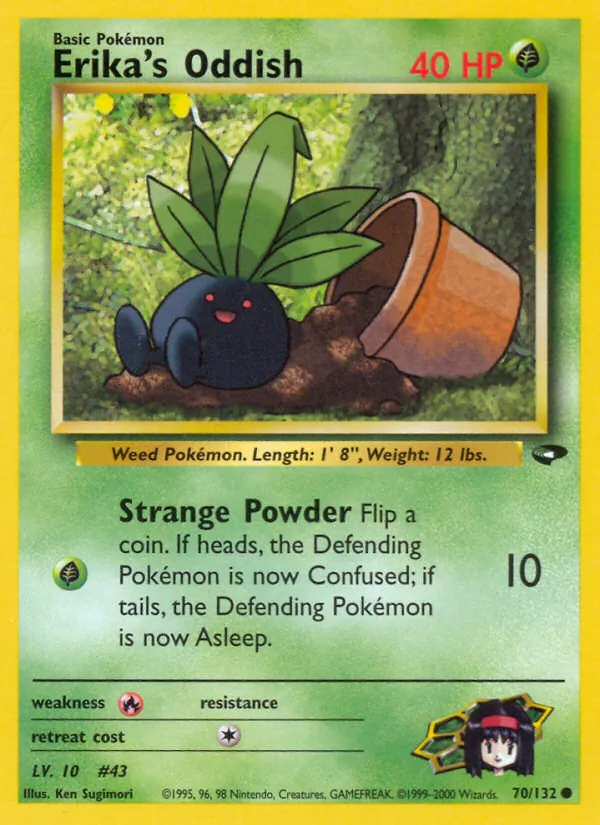 Basic Pokémon
Erika's Oddish 40 HP
Weed Pokémon. Length: 1' 8", Weight: 12 lbs.
Strange Powder Flip a
coin. If heads, the Defending
Pokémon is now Confused; if
tails, the Defending Pokémon
is now Asleep.
10
weakness resistance
retreat cost
LV. 10 #43
Illus. Ken Sugimori ©1995, 96, 98 Nintendo, Creatures, GAMEFREAK. ©1999-2000 Wizards. 70/132